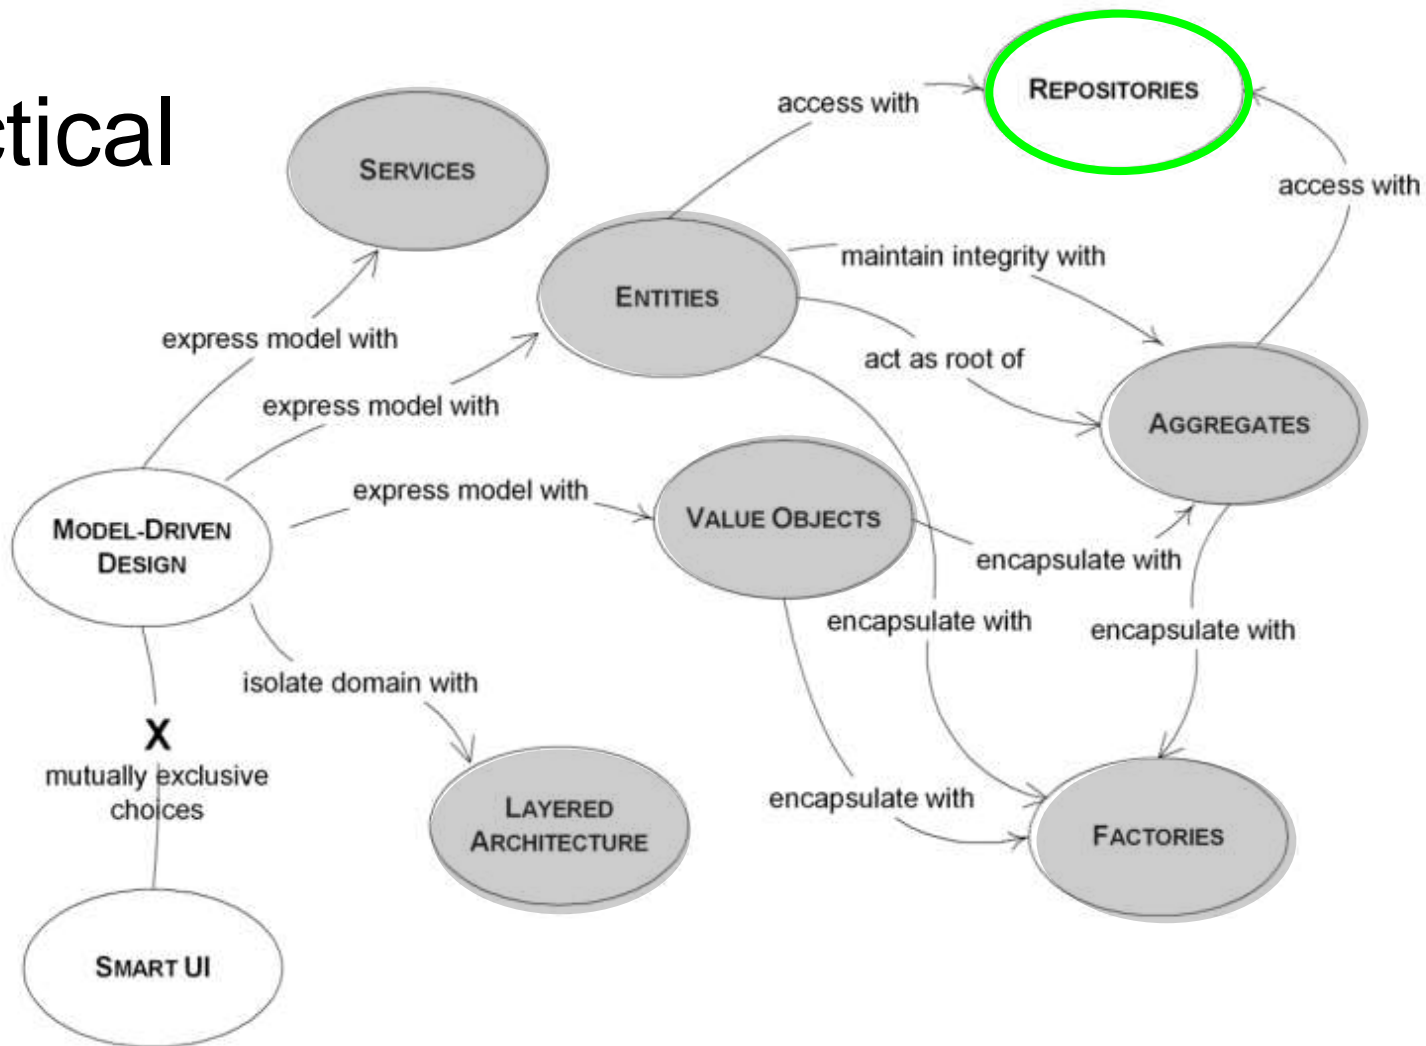 ctical
REPOSITORIES
access with
SERVICES
access with
maintain integrity with
ENTITIES
express model with
act as root of
express model with
AGGREGATES
express model with
VALUE OBJECTS
MODEL-DRIVEN
DESIGN
encapsulate with
encapsulate with
encapsulate with
isolate domain with
X
mutually exclusive
choices
encapsulate with
LAYERED
ARCHITECTURE
FACTORIES
SMART UI